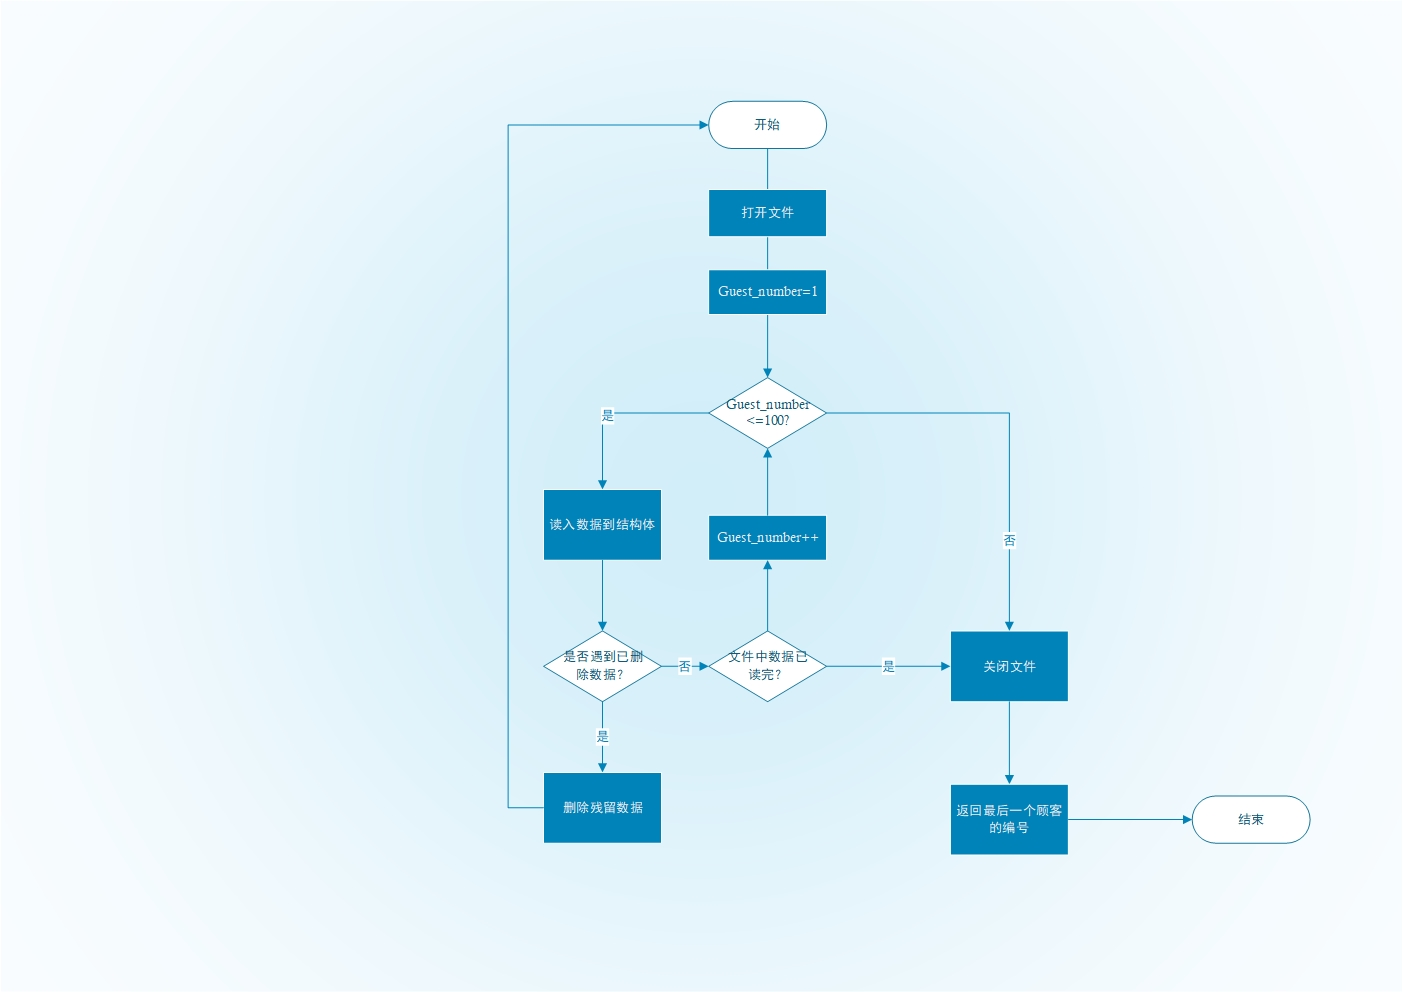 开始
打开文件
Guest_number=1
Guest_number
<=100?
是
读入数据到结构体
Guest_number++
否
是否遇到已删
除数据?
否
文件中数据已
读完?
是
关闭文件
是
删除残留数据
返回最后一个顾客
的编号
结束